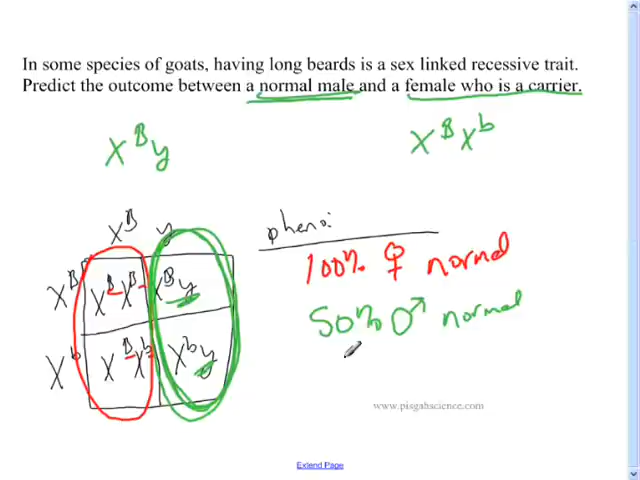 In some species of goats, having long beards is a sex linked recessive trait.
Predict the outcome between a normal male and a female who is a carrier.
X^B y
X^B X^b
X^B y
pheno:
X^B X^B X^B X^B y
100% ♀ normal
50% ♂ normal
X^b X^B X^b X^b y
www.pisgahscience.com
Extend Page